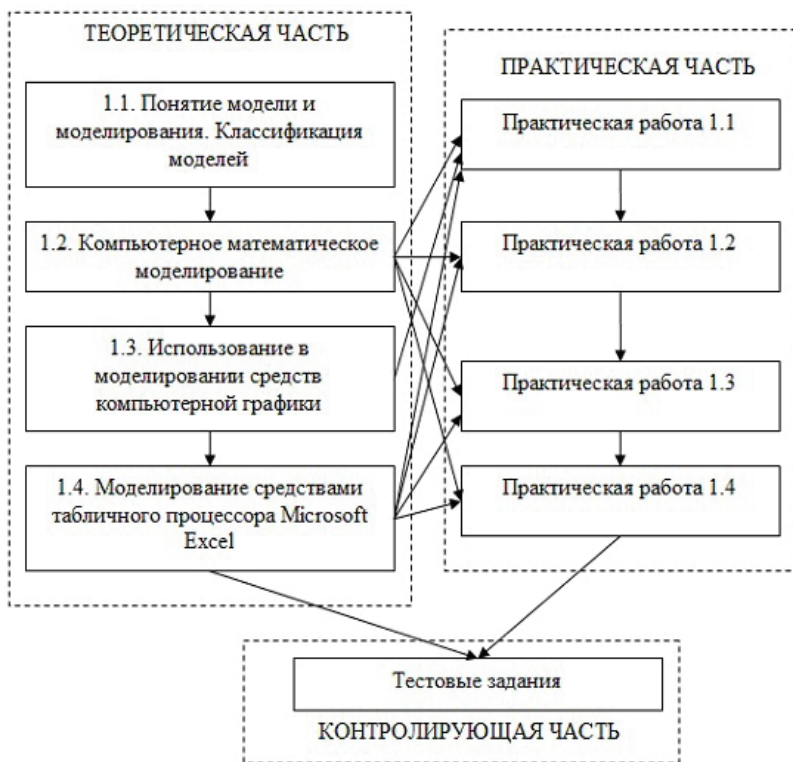 ТЕОРЕТИЧЕСКАЯ ЧАСТЬ
1.1. Понятие модели и
моделирования. Классификация
моделей
1.2. Компьютерное математическое
моделирование
1.3. Использование в
моделировании средств
компьютерной графики
1.4. Моделирование средствами
табличного процессора Microsoft
Excel
ПРАКТИЧЕСКАЯ ЧАСТЬ
Практическая работа 1.1
Практическая работа 1.2
Практическая работа 1.3
Практическая работа 1.4
Тестовые задания
КОНТРОЛИРУЮЩАЯ ЧАСТЬ